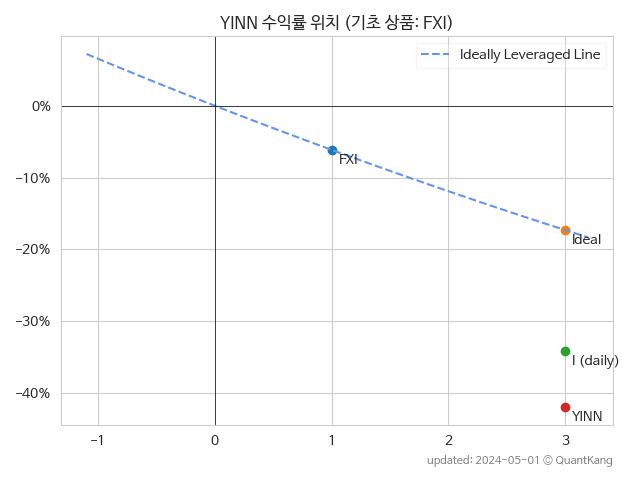 YINN 수익률 위치 (기초 상품: FXI)
Ideally Leveraged Line
0%
−10%
−20%
−30%
−40%
FXI
Ideal
I (daily)
YINN
−1
0
1
2
3
updated: 2024-05-01 © QuantKang